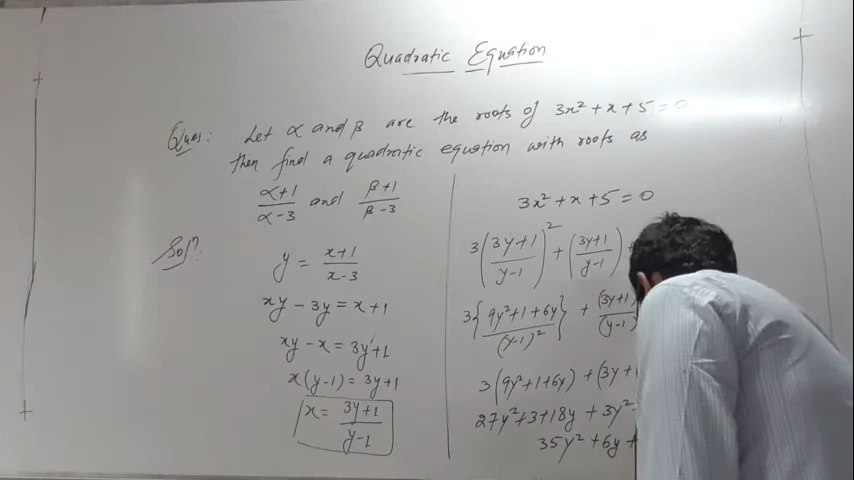 Quadratic Equation
Ques: Let α and β are the roots of 3x² + x + 5 = 0
then find a quadratic equation with roots as
α+1/α-3 and β+1/β-3
Solⁿ:
y = x+1/x-3
xy - 3y = x + 1
xy - x = 3y+1
x(y-1) = 3y+1
x = 3y+1/y-1
3x² + x + 5 = 0
3(3y+1/y-1)² + (3y+1/y-1)
3{9y²+1+6y/(y-1)²} + (3y+1)/(y-1)
3(9y²+1+6y) + (3y+
27y²+3+18y + 3y²-
35y² + 6y +